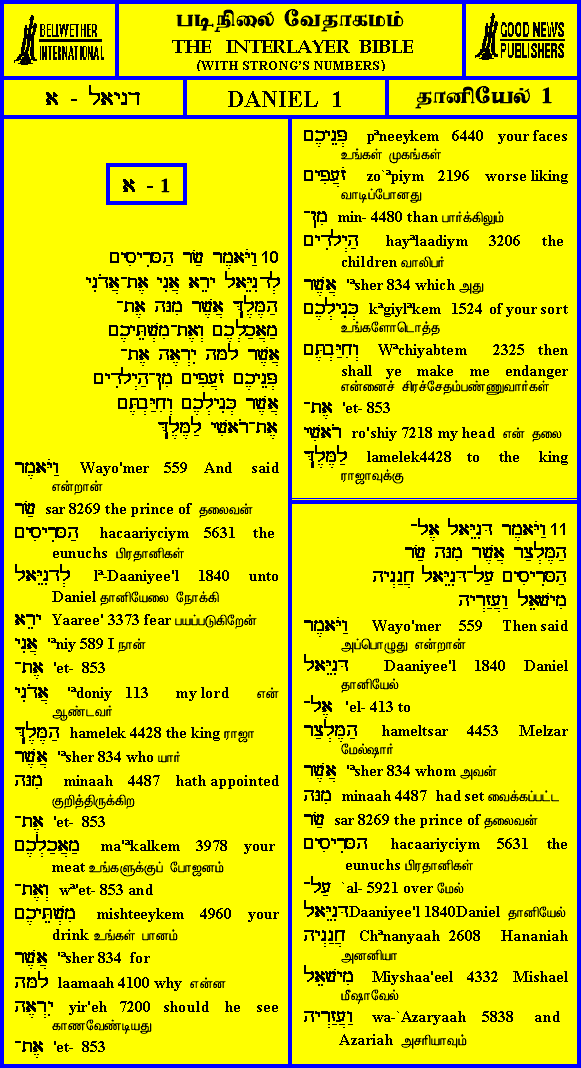 BELLWETHER
INTERNATIONAL
படிநிலை வேதாகமம்
THE INTERLAYER BIBLE
(WITH STRONG'S NUMBERS)
GOOD NEWS
PUBLISHERS
דניאל - א
DANIEL 1
தானியேல் 1
א - 1
10 וַיֹּאמֶר שַׂר הַסָּרִיסִים
לְדָנִיֵּאל יָרֵא אֲנִי אֶת־אֲדֹנִי
הַמֶּלֶךְ אֲשֶׁר מִנָּה אֶת־
מַאֲכַלְכֶם וְאֶת־מִשְׁתֵּיכֶם
אֲשֶׁר לָמָּה יִרְאֶה אֶת־
פְּנֵיכֶם זֹעֲפִים מִן־הַיְלָדִים
אֲשֶׁר כְּגִילְכֶם וְחִיַּבְתֶּם
אֶת־רֹאשִׁי לַמֶּלֶךְ
וַיֹּאמֶר Wayo'mer 559 And said
என்றான்
שַׂר sar 8269 the prince of தலைவன்
הַסָּרִיסִים hacaariyciym 5631 the
eunuchs பிரதானிகள்
לְדָנִיֵּאל lª-Daaniyee'l 1840 unto
Daniel தானியேலை நோக்கி
יָרֵא Yaaree' 3373 fear பயப்படுகிறேன்
אֲנִי 'ªniy 589 I நான்
אֶת־ 'et- 853
אֲדֹנִי 'ªdoniy 113 my lord என்
ஆண்டவர்
הַמֶּלֶךְ hamelek 4428 the king ராஜா
אֲשֶׁר 'ªsher 834 who யார்
מִנָּה minaah 4487 hath appointed
குறித்திருக்கிற
אֶת־ 'et- 853
מַאֲכַלְכֶם ma'ªkalkem 3978 your
meat உங்களுக்குப் போஜனம்
וְאֶת־ wª'et- 853 and
מִשְׁתֵּיכֶם mishteeykem 4960 your
drink உங்கள் பானம்
אֲשֶׁר 'ªsher 834 for
לָמָּה laamaah 4100 why என்ன
יִרְאֶה yir'eh 7200 should he see
காணவேண்டியது
אֶת־ 'et- 853
פְּנֵיכֶם pªneeykem 6440 your faces
உங்கள் முகங்கள்
זֹעֲפִים zo`ªpiym 2196 worse liking
வாடிப்போனது
מִן־ min- 4480 than பார்க்கிலும்
הַיְלָדִים hayªlaadiym 3206 the
children வாலிபர்
אֲשֶׁר 'ªsher 834 which அது
כְּגִילְכֶם kªgiylªkem 1524 of your sort
உங்களோடொத்த
וְחִיַּבְתֶּם Wªchiyabtem 2325 then
shall ye make me endanger
என்னைச் சிரச்சேதம்பண்ணுவார்கள்
אֶת־ 'et- 853
רֹאשִׁי ro'shiy 7218 my head என் தலை
לַמֶּלֶךְ lamelek4428 to the king
ராஜாவுக்கு
11 וַיֹּאמֶר דָּנִיֵּאל אֶל־
הַמֶּלְצַר אֲשֶׁר מִנָּה שַׂר
הַסָּרִיסִים עַל־דָּנִיֵּאל חֲנַנְיָה
מִישָׁאֵל וַעֲזַרְיָה
וַיֹּאמֶר Wayo'mer 559 Then said
அப்பொழுது என்றான்
דָּנִיֵּאל Daaniyee'l 1840 Daniel
தானியேல்
אֶל־ 'el- 413 to
הַמֶּלְצַר hameltsar 4453 Melzar
மேல்ஷார்
אֲשֶׁר 'ªsher 834 whom அவன்
מִנָּה minaah 4487 had set வைக்கப்பட்ட
שַׂר sar 8269 the prince of தலைவன்
הַסָּרִיסִים hacaariyciym 5631 the
eunuchs பிரதானிகள்
עַל־ `al- 5921 over மேல்
דָּנִיֵּאל Daaniyee'l 1840Daniel தானியேல்
חֲנַנְיָה Chªnanyaah 2608 Hananiah
அனனியா
מִישָׁאֵל Miyshaa'eel 4332 Mishael
மீஷாவேல்
וַעֲזַרְיָה wa-`Azaryaah 5838 and
Azariah அசரியாவும்